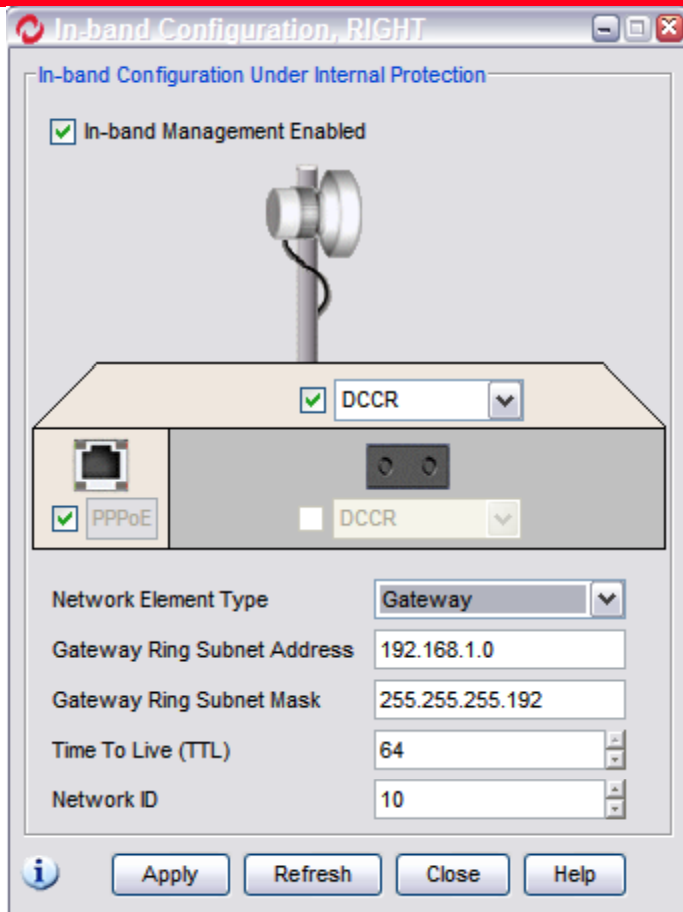 In-band Configuration, RIGHT
In-band Configuration Under Internal Protection
In-band Management Enabled
DCCR
PPPoE
DCCR
Network Element Type Gateway
Gateway Ring Subnet Address 192.168.1.0
Gateway Ring Subnet Mask 255.255.255.192
Time To Live (TTL) 64
Network ID 10
Apply Refresh Close Help